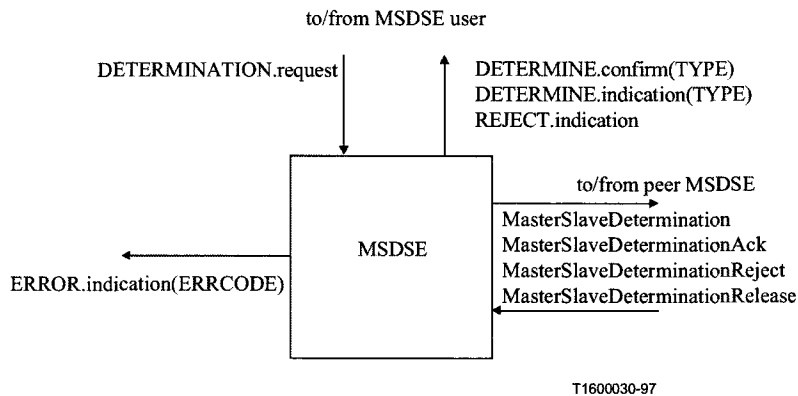 to/from MSDSE user
DETERMINATION.request
DETERMINE.confirm(TYPE)
DETERMINE.indication(TYPE)
REJECT.indication
to/from peer MSDSE
MasterSlaveDetermination
MasterSlaveDeterminationAck
MasterSlaveDeterminationReject
MasterSlaveDeterminationRelease
MSDSE
ERROR.indication(ERRCODE)
T1600030-97